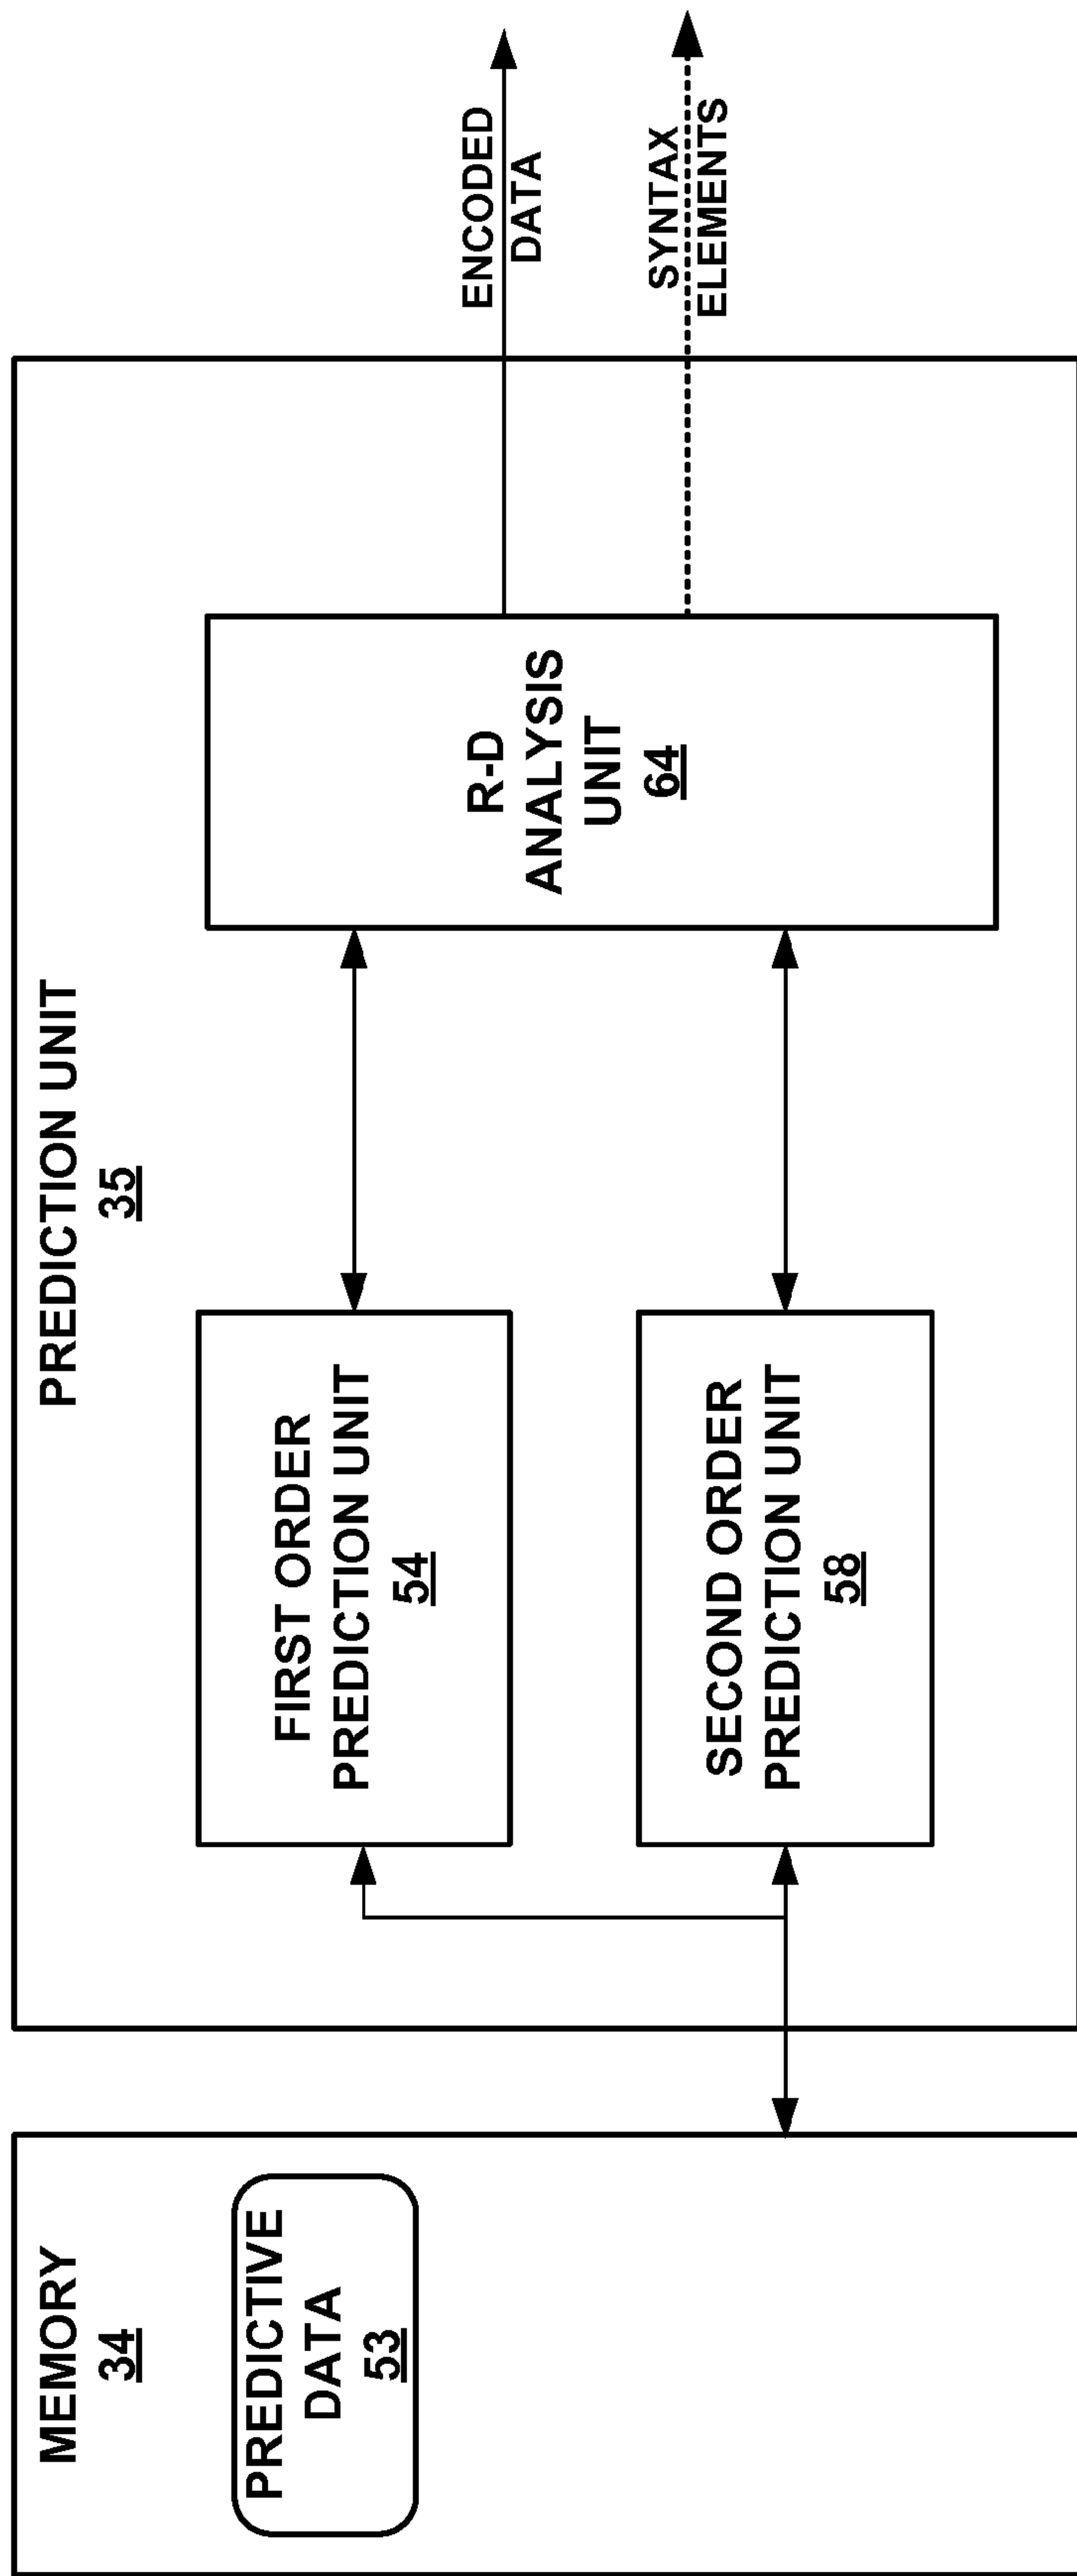 MEMORY
34
PREDICTIVE
DATA
53
PREDICTION UNIT
35
FIRST ORDER
PREDICTION UNIT
54
SECOND ORDER
PREDICTION UNIT
58
R-D
ANALYSIS
UNIT
64
ENCODED
DATA
SYNTAX
ELEMENTS